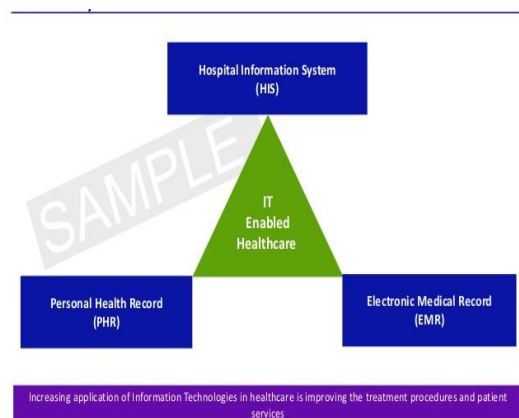 Hospital Information System
(HIS)
SAMPLE
IT
Enabled
Healthcare
Personal Health Record
(PHR)
Electronic Medical Record
(EMR)
Increasing application of Information Technologies in healthcare is improving the treatment procedures and patient
services